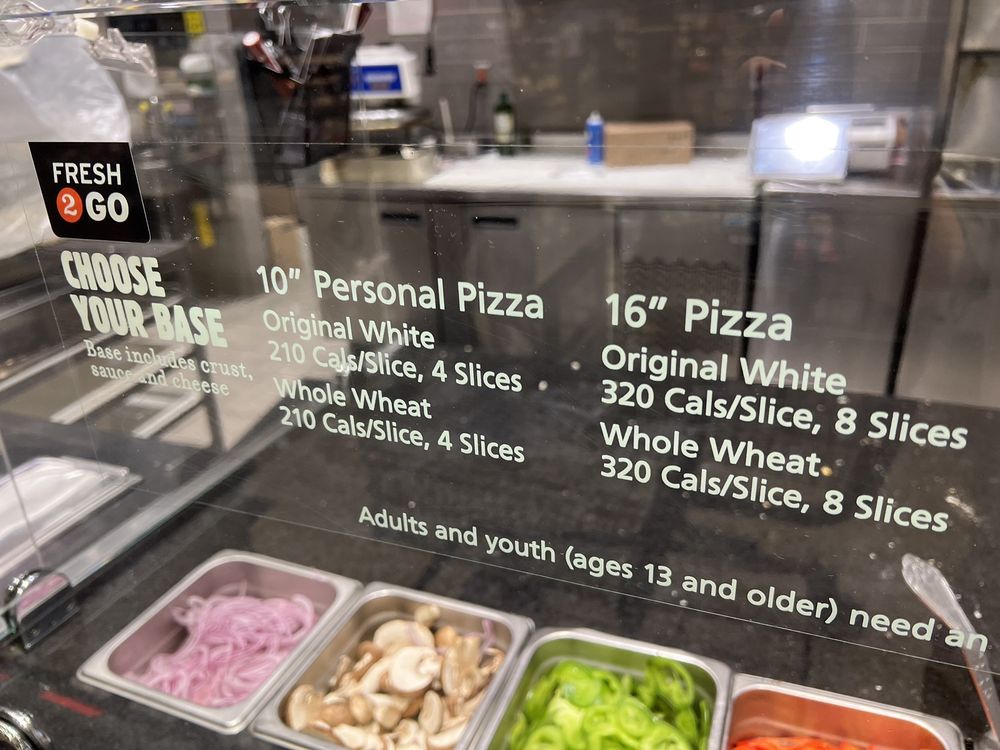 FRESH
2 GO
CHOOSE
YOUR BASE
Base includes crust,
sauce and cheese
10" Personal Pizza
Original White
210 Cals/Slice, 4 Slices
Whole Wheat
210 Cals/Slice, 4 Slices
16" Pizza
Original White
320 Cals/Slice, 8 Slices
Whole Wheat
320 Cals/Slice, 8 Slices
Adults and youth (ages 13 and older) need an